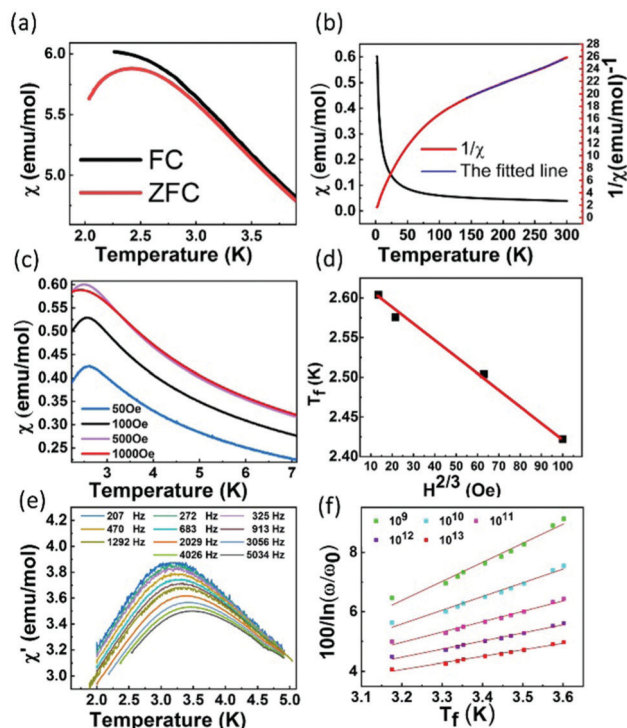 (a)
χ (emu/mol)
6.0
5.5
5.0
FC
ZFC
2.0 2.5 3.0 3.5
Temperature (K)
(b)
χ (emu/mol)
0.6
0.5
0.4
0.3
0.2
0.1
0.0
1/χ
The fitted line
28
26
24
22
20
18
16
14
12
10
8
6
4
2
0
1/χ(emu/mol)-1
0 50 100 150 200 250 300
Temperature (K)
(c)
χ (emu/mol)
0.60
0.55
0.50
0.45
0.40
0.35
0.30
0.25
50Oe
100Oe
500Oe
1000Oe
3 4 5 6 7
Temperature (K)
(d)
Tf (K)
2.60
2.55
2.50
2.45
2.40
10 20 30 40 50 60 70 80 90 100
H2/3 (Oe)
(e)
χ'
4.2
4.0
3.8
3.6
3.4
3.2
3.0
207 Hz 272 Hz 325 Hz
470 Hz 683 Hz 913 Hz
1292 Hz 2029 Hz 3056 Hz
4026 Hz 5034 Hz
1.5 2.0 2.5 3.0 3.5 4.0 4.5 5.0
Temperature (K)
(f)
100/ln(ω/ω0)
8
6
4
10^9 10^10 10^11
10^12 10^13
3.1 3.2 3.3 3.4 3.5 3.6
Tf (K)